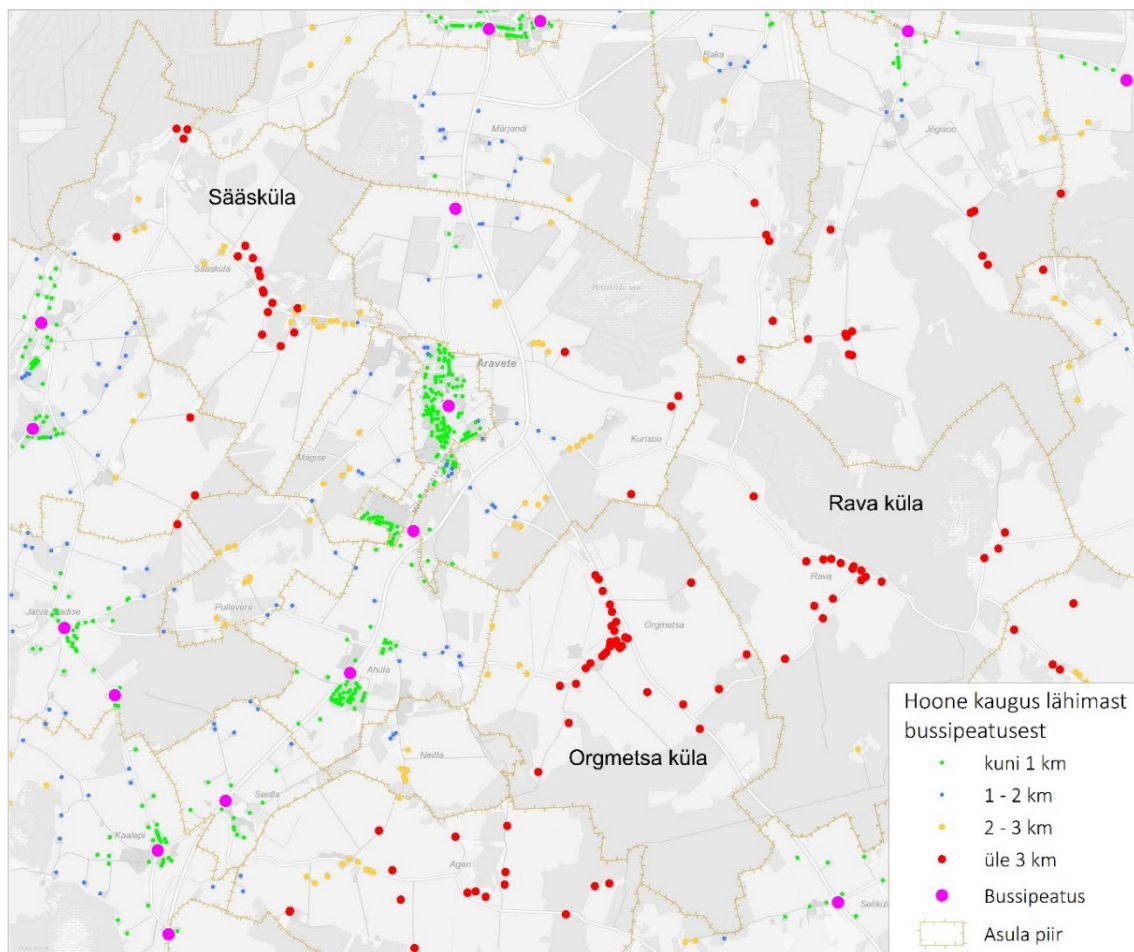 Raka
Märjandi
Jõgisoo
Sääsküla
Sääsküla
Aravete
Kurisoo
Mägise
Rava küla
Rava
Järva-Madise
Pullevere
Orgmetsa
Ahula
Orgmetsa küla
Neitla
Seidla
Kaalepi
Ageri
Seliküla
Hoone kaugus lähimast
bussipeatusest
kuni 1 km
1 - 2 km
2 - 3 km
üle 3 km
Bussipeatus
Asula piir